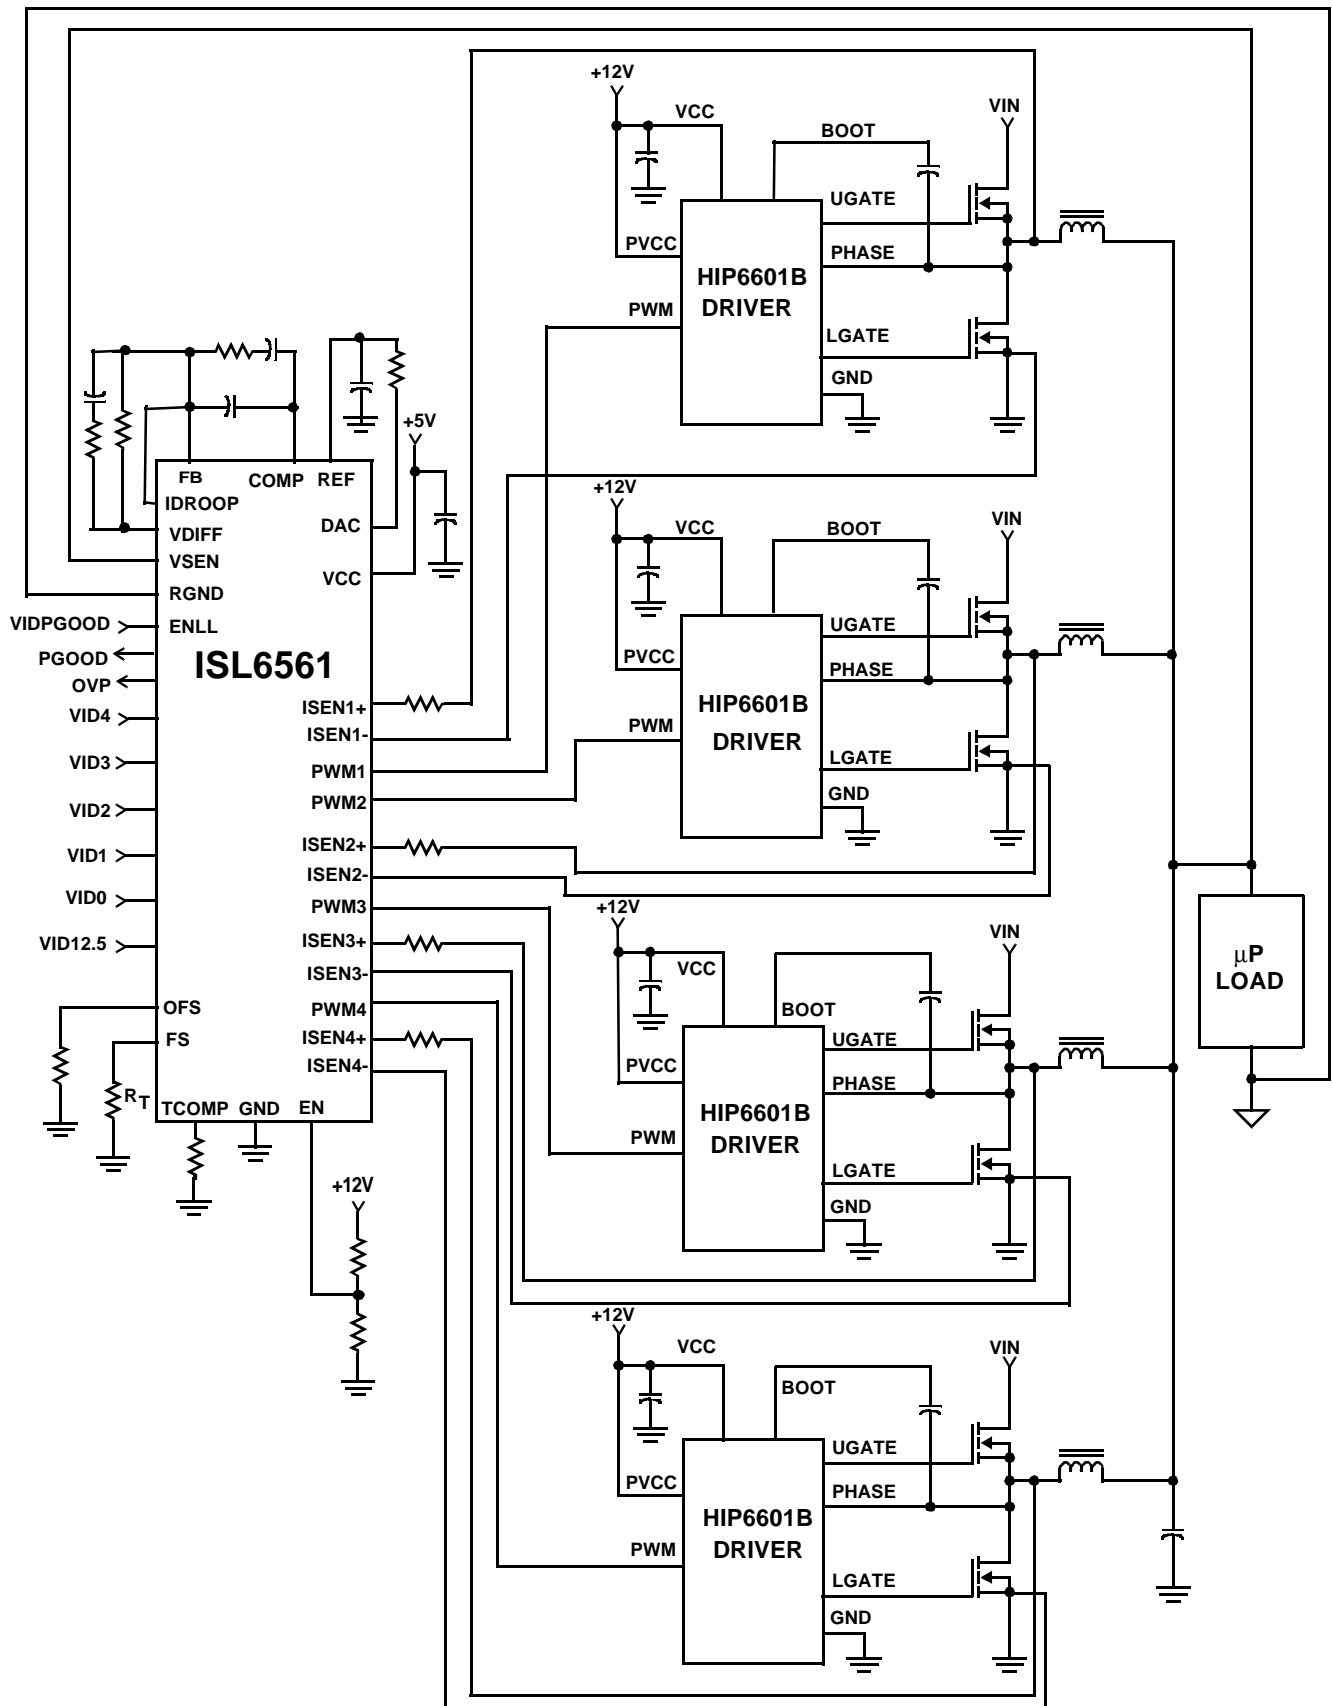 +12V
VCC
VIN
BOOT
UGATE
PVCC
PHASE
HIP6601B
DRIVER
PWM
LGATE
GND
+5V
FB
COMP
REF
IDROOP
DAC
VDIFF
VSEN
VCC
RGND
VIDPGOOD
ENLL
PGOOD
ISL6561
OVP
VID4
ISEN1+
ISEN1-
VID3
PWM1
VID2
PWM2
VID1
ISEN2+
ISEN2-
VID0
PWM3
VID12.5
ISEN3+
ISEN3-
OFS
PWM4
FS
ISEN4+
ISEN4-
RT
TCOMP
GND
EN
+12V
+12V
VCC
BOOT
VIN
UGATE
PVCC
PHASE
HIP6601B
DRIVER
PWM
LGATE
GND
+12V
VCC
VIN
BOOT
UGATE
PVCC
PHASE
HIP6601B
DRIVER
PWM
LGATE
GND
μP
LOAD
+12V
VCC
VIN
BOOT
UGATE
PVCC
PHASE
HIP6601B
DRIVER
PWM
LGATE
GND